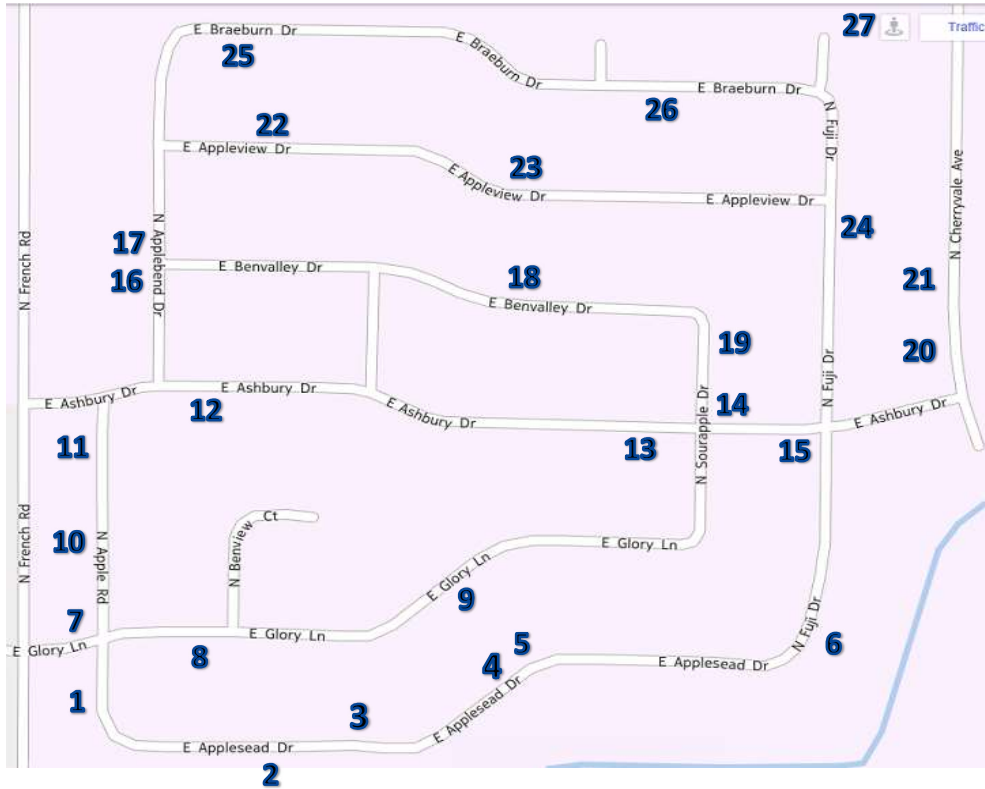 27
Traffic
E Braeburn Dr
25
E Braeburn Dr
E Braeburn Dr
26
N Fuji Dr
22
E Appleview Dr
23
E Appleview Dr
E Appleview Dr
24
N Cherryvale Ave
N French Rd
17
N Applebend Dr
16
E Benvalley Dr
18
E Benvalley Dr
21
19
20
N Fuji Dr
E Ashbury Dr
E Ashbury Dr
12
E Ashbury Dr
14
N Sourapple Dr
13
15
E Ashbury Dr
11
N French Rd
10
N Apple Rd
N Benview Ct
E Glory Ln
E Glory Ln
9
7
E Glory Ln
8
E Glory Ln
5
4
E Applesead Dr
N Fuji Dr
6
1
3
E Applesead Dr
E Applesead Dr
2